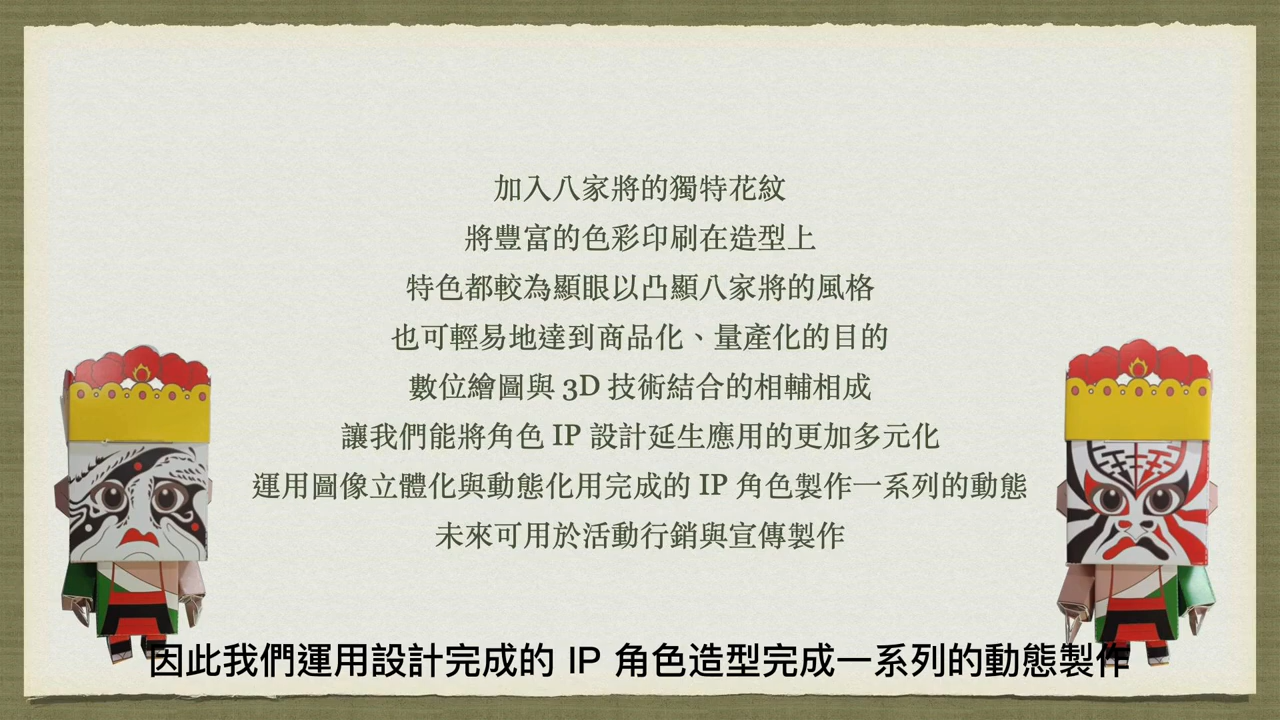 加入八家將的獨特花紋
將豐富的色彩印刷在造型上
特色都較為顯眼以凸顯八家將的風格
也可輕易地達到商品化、量產化的目的
數位繪圖與 3D 技術結合的相輔相成
讓我們能將角色 IP 設計延生應用的更加多元化
運用圖像立體化與動態化用完成的 IP 角色製作一系列的動態
未來可用於活動行銷與宣傳製作
因此我們運用設計完成的 IP 角色造型完成一系列的動態製作